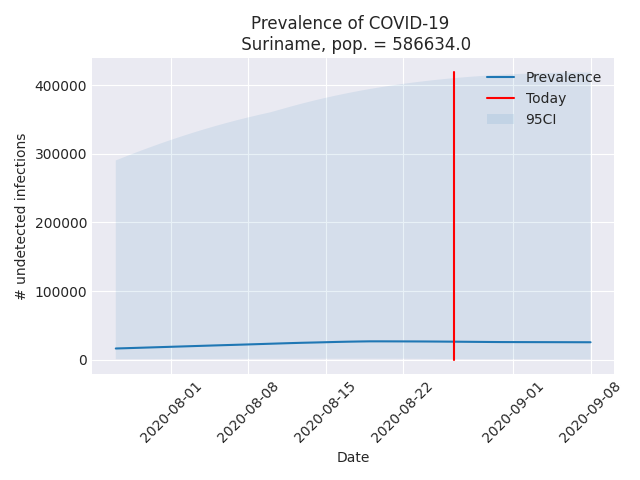 Prevalence of COVID-19
Suriname, pop. = 586634.0
Prevalence
Today
95CI
400000
300000
200000
100000
0
# undetected infections
2020-08-01
2020-08-08
2020-08-15
2020-08-22
2020-09-01
2020-09-08
Date